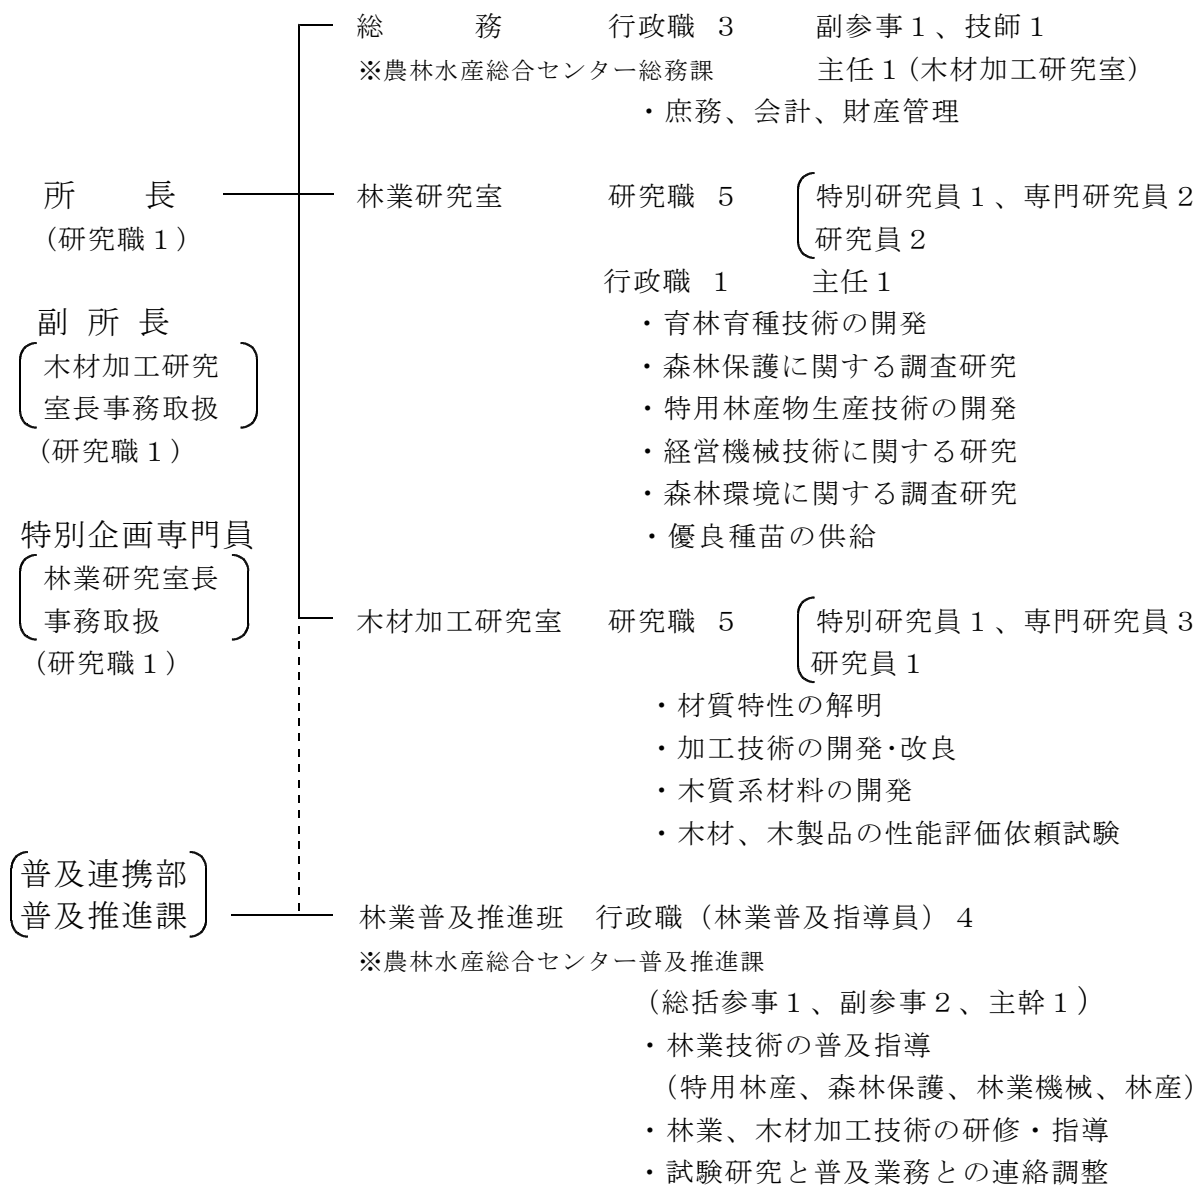 総　　　務　　行政職 3　　副参事１、技師１
※農林水産総合センター総務課　　主任１(木材加工研究室)
・庶務、会計、財産管理
所　　長　　林業研究室　　研究職 5　　特別研究員１、専門研究員２
(研究職１)　　研究員２
行政職 1　　主任１
副 所 長　　・育林育種技術の開発
木材加工研究　　・森林保護に関する調査研究
室長事務取扱　　・特用林産物生産技術の開発
(研究職１)　　・経営機械技術に関する研究
・森林環境に関する調査研究
特別企画専門員　　・優良種苗の供給
林業研究室長
事務取扱　　木材加工研究室　　研究職 5　　特別研究員１、専門研究員３
(研究職１)　　研究員１
・材質特性の解明
・加工技術の開発･改良
・木質系材料の開発
・木材、木製品の性能評価依頼試験
普及連携部
普及推進課　　林業普及推進班　行政職（林業普及指導員）4
※農林水産総合センター普及推進課
（総括参事１、副参事２、主幹１）
・林業技術の普及指導
（特用林産、森林保護、林業機械、林産）
・林業、木材加工技術の研修・指導
・試験研究と普及業務との連絡調整